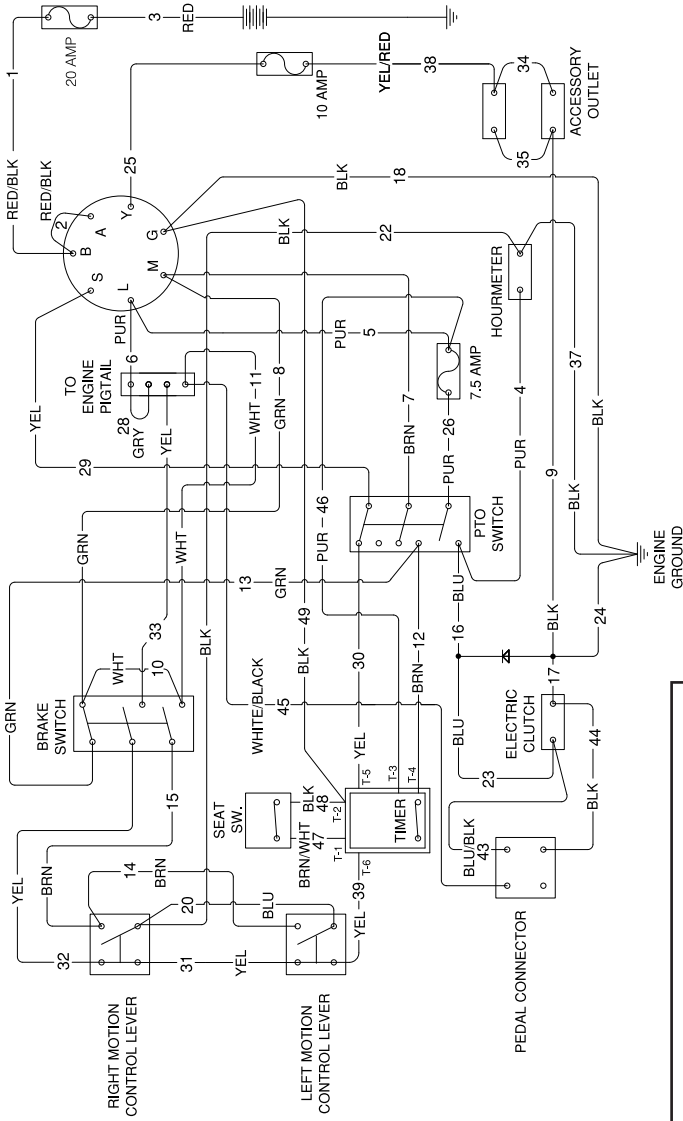 RIGHT MOTION
CONTROL LEVER
LEFT MOTION
CONTROL LEVER
PEDAL CONNECTOR
YEL
32
BRN
14
BRN
15
31
YEL
20
BLU
YEL
39
GRN
BRAKE
SWITCH
WHT
10
33
SEAT
SW.
BRN/WHT
47
BLK
48
T-1
T-2
T-6
TIMER
T-5
T-3
T-4
BLU/BLK
43
BLK
44
ELECTRIC
CLUTCH
23
BLU
17
WHITE/BLACK
45
BLK
13
GRN
BLK
49
YEL
30
BRN
12
BLU
16
BLK
24
ENGINE
GROUND
GRN
WHT
YEL
29
TO
ENGINE
PIGTAIL
28
GRY
YEL
6
PUR
WHT
11
GRN
8
PUR
46
PUR
5
BRN
7
PUR
26
PTO
SWITCH
7.5 AMP
PUR
4
HOURMETER
BLK
9
BLK
37
BLK
22
BLK
18
BLK
35
34
ACCESSORY
OUTLET
1
RED/BLK
RED/BLK
2
S
B
A
L
Y
M
G
25
10 AMP
YEL/RED
38
20 AMP
3
RED